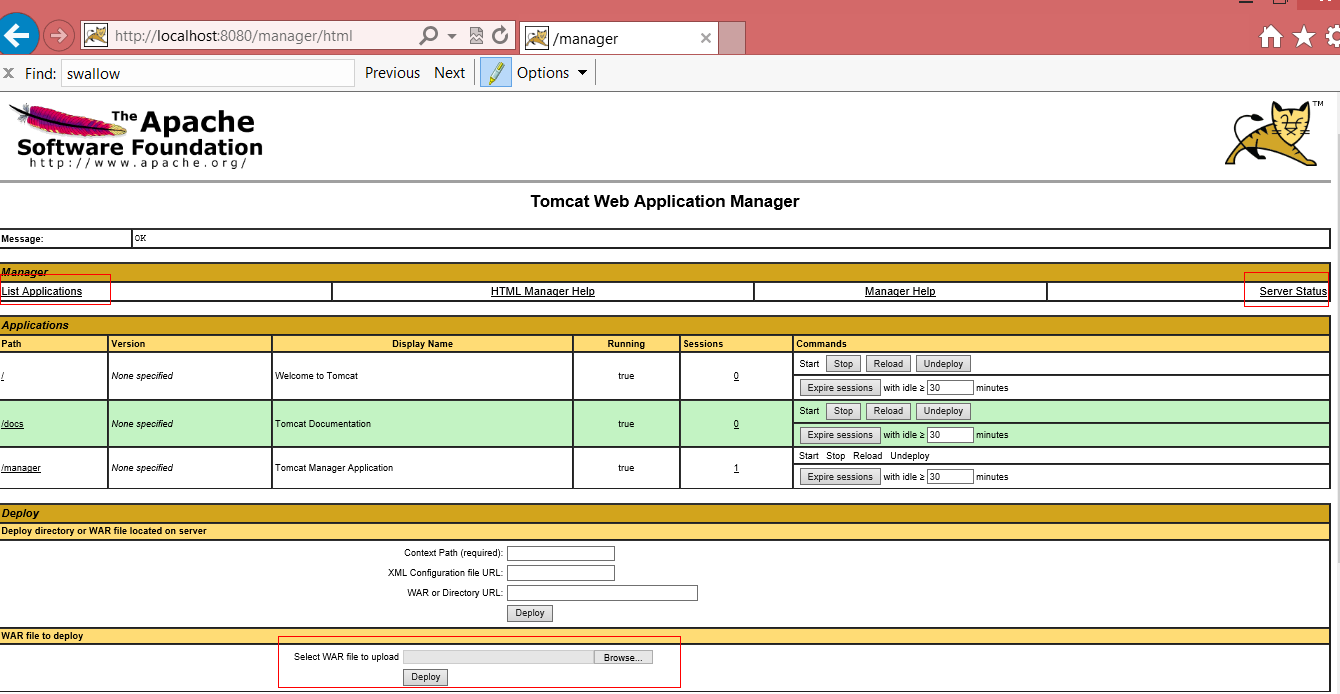 http://localhost:8080/manager/html
/manager
Find: swallow Previous Next Options
The Apache
Software Foundation
http://www.apache.org/
TM
Tomcat Web Application Manager
Message: OK
Manager
List Applications HTML Manager Help Manager Help Server Status
Applications
Path Version Display Name Running Sessions Commands
/ None specified Welcome to Tomcat true 0 Start Stop Reload Undeploy
Expire sessions with idle ≥ 30 minutes
/docs None specified Tomcat Documentation true 0 Start Stop Reload Undeploy
Expire sessions with idle ≥ 30 minutes
/manager None specified Tomcat Manager Application true 1 Start Stop Reload Undeploy
Expire sessions with idle ≥ 30 minutes
Deploy
Deploy directory or WAR file located on server
Context Path (required):
XML Configuration file URL:
WAR or Directory URL:
Deploy
WAR file to deploy
Select WAR file to upload Browse...
Deploy